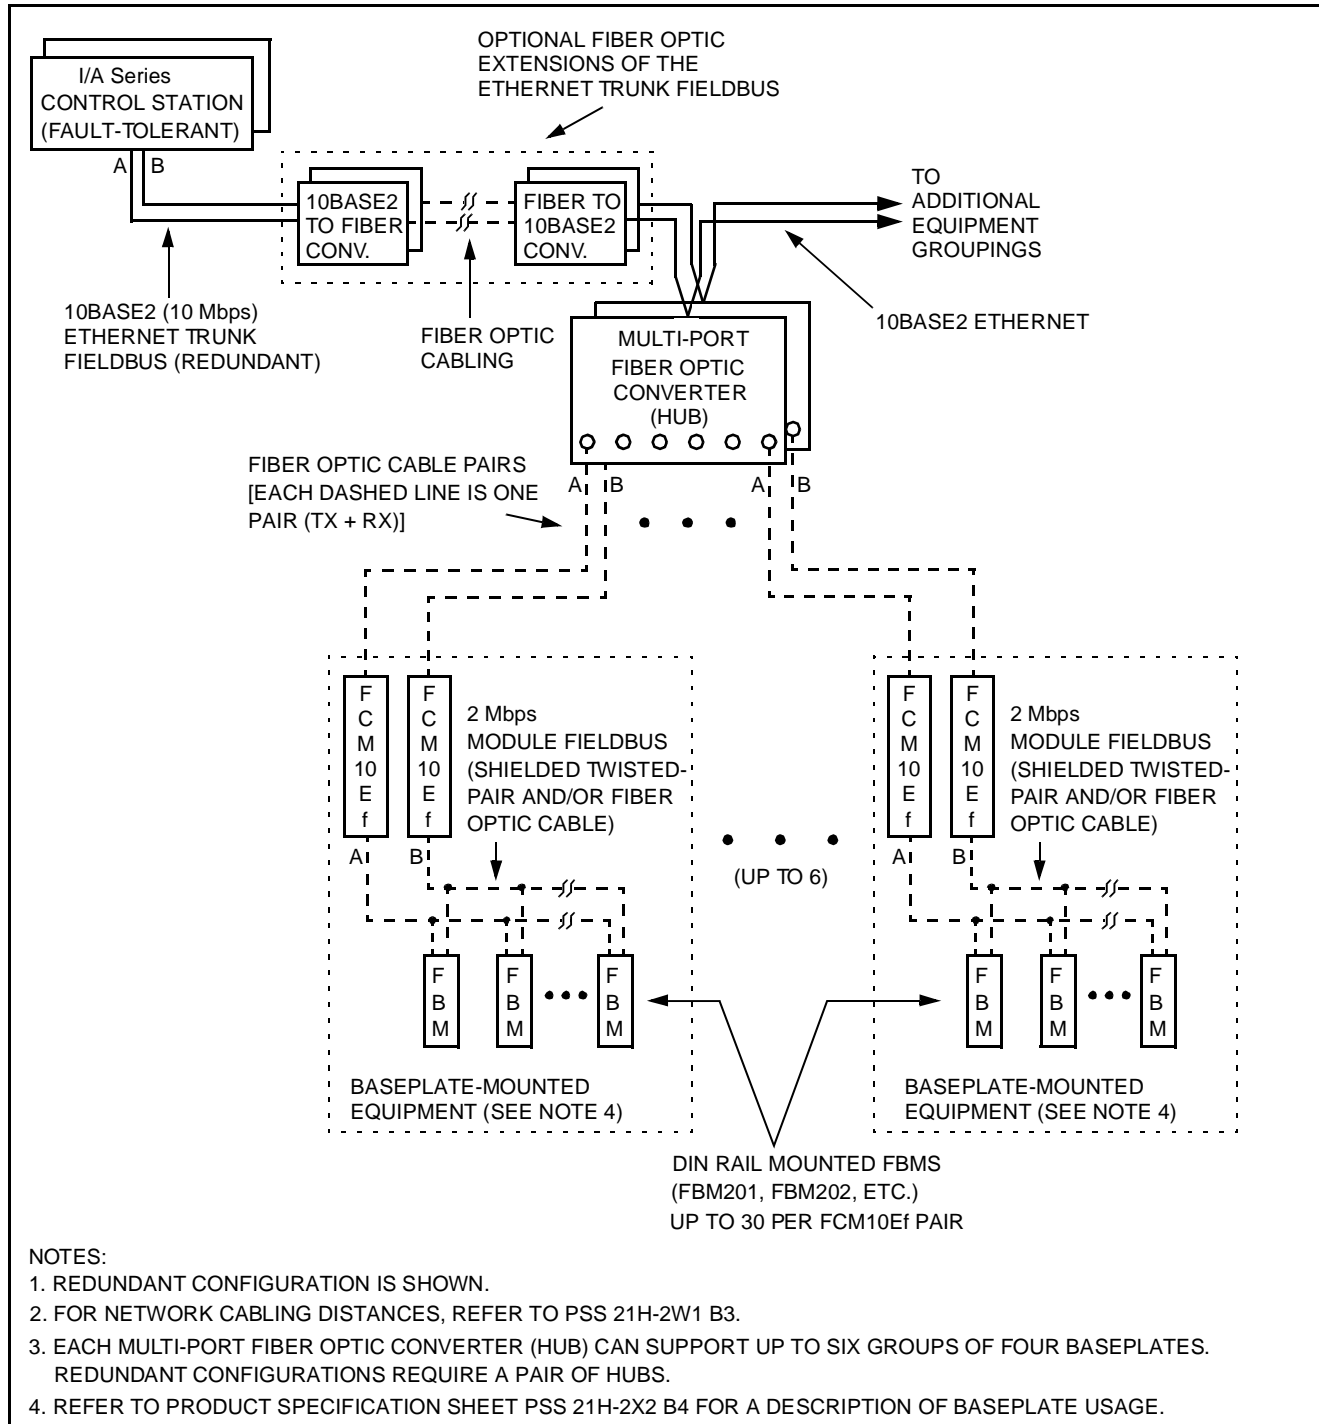 I/A Series
CONTROL STATION
(FAULT-TOLERANT)
A B
OPTIONAL FIBER OPTIC
EXTENSIONS OF THE
ETHERNET TRUNK FIELDBUS
10BASE2
TO FIBER
CONV.
FIBER TO
10BASE2
CONV.
TO
ADDITIONAL
EQUIPMENT
GROUPINGS
10BASE2 (10 Mbps)
ETHERNET TRUNK
FIELDBUS (REDUNDANT)
FIBER OPTIC
CABLING
10BASE2 ETHERNET
MULTI-PORT
FIBER OPTIC
CONVERTER
(HUB)
FIBER OPTIC CABLE PAIRS
[EACH DASHED LINE IS ONE
PAIR (TX + RX)]
A B
A B
F
C
M
10
E
f
F
C
M
10
E
f
2 Mbps
MODULE FIELDBUS
(SHIELDED TWISTED-
PAIR AND/OR FIBER
OPTIC CABLE)
A B
F
B
M
F
B
M
F
B
M
BASEPLATE-MOUNTED
EQUIPMENT (SEE NOTE 4)
(UP TO 6)
F
C
M
10
E
f
F
C
M
10
E
f
2 Mbps
MODULE FIELDBUS
(SHIELDED TWISTED-
PAIR AND/OR FIBER
OPTIC CABLE)
A B
F
B
M
F
B
M
F
B
M
BASEPLATE-MOUNTED
EQUIPMENT (SEE NOTE 4)
DIN RAIL MOUNTED FBMS
(FBM201, FBM202, ETC.)
UP TO 30 PER FCM10Ef PAIR
NOTES:
1. REDUNDANT CONFIGURATION IS SHOWN.
2. FOR NETWORK CABLING DISTANCES, REFER TO PSS 21H-2W1 B3.
3. EACH MULTI-PORT FIBER OPTIC CONVERTER (HUB) CAN SUPPORT UP TO SIX GROUPS OF FOUR BASEPLATES.
REDUNDANT CONFIGURATIONS REQUIRE A PAIR OF HUBS.
4. REFER TO PRODUCT SPECIFICATION SHEET PSS 21H-2X2 B4 FOR A DESCRIPTION OF BASEPLATE USAGE.